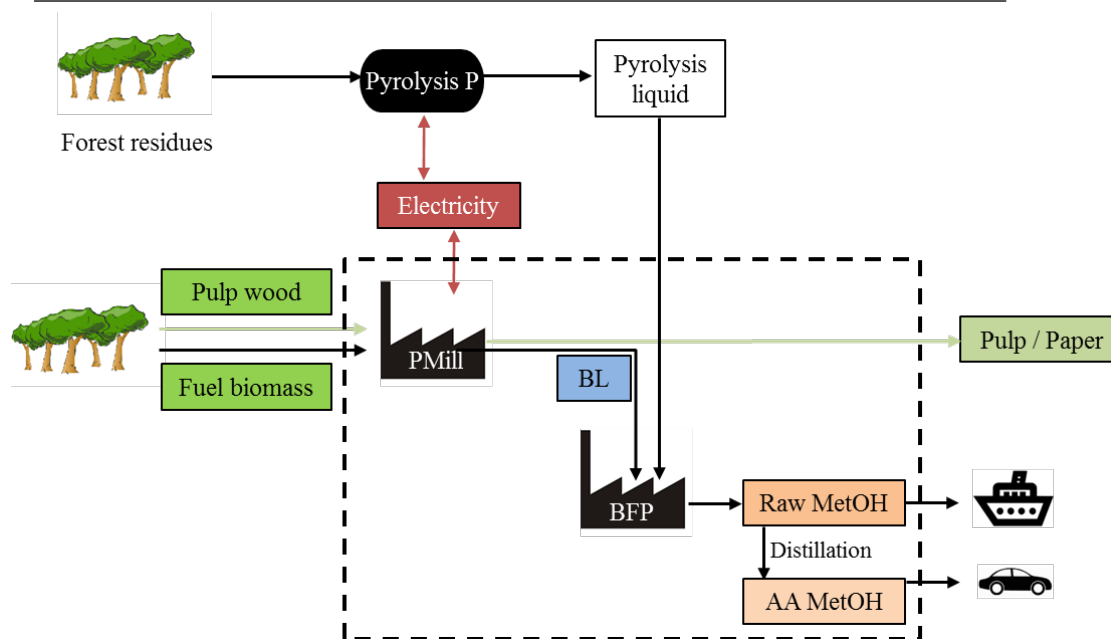 Pyrolysis P
Pyrolysis
liquid
Forest residues
Electricity
Pulp wood
PMill
Pulp / Paper
Fuel biomass
BL
BFP
Raw MetOH
Distillation
AA MetOH